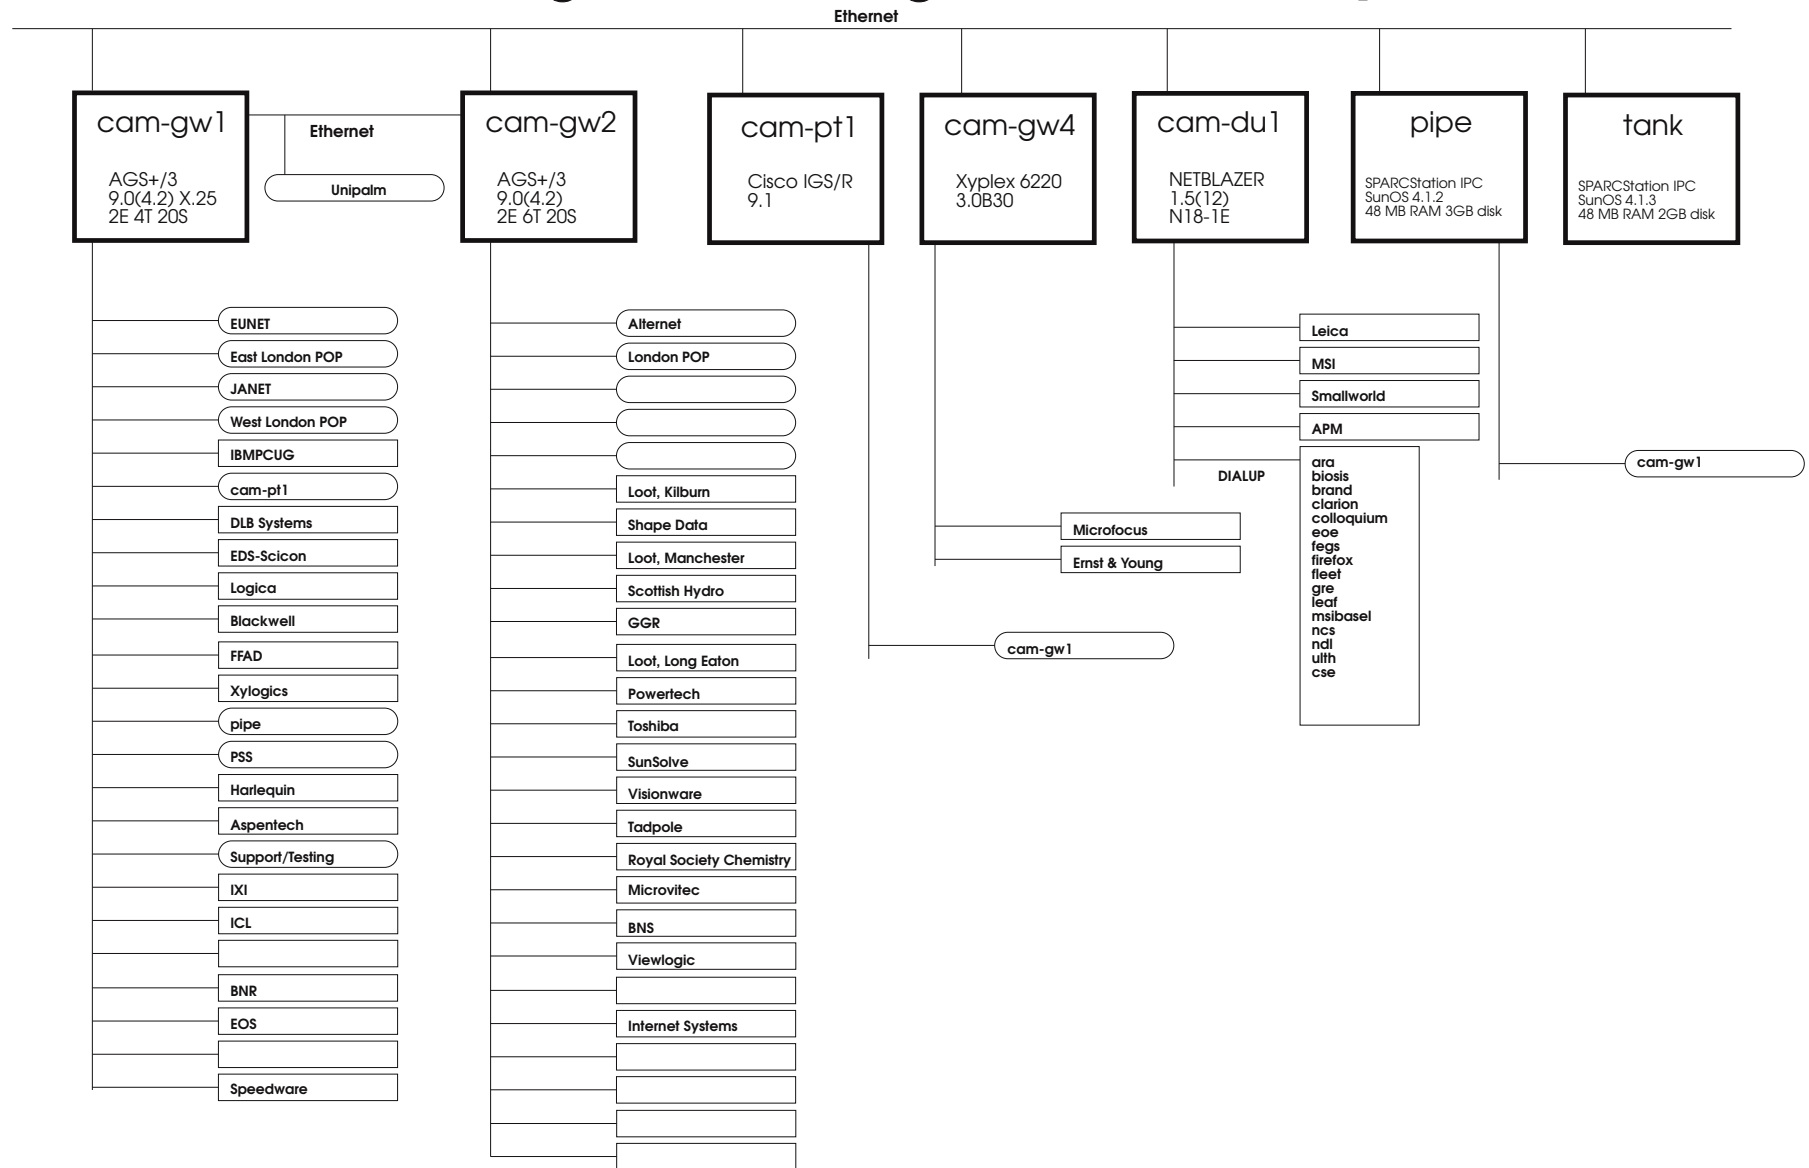 Ethernet
cam-gw1
AGS+/3
9.0(4.2) X.25
2E 4T 20S
Ethernet
Unipalm
cam-gw2
AGS+/3
9.0(4.2)
2E 6T 20S
cam-pt1
Cisco IGS/R
9.1
cam-gw4
Xyplex 6220
3.0B30
cam-du1
NETBLAZER
1.5(12)
N18-1E
pipe
SPARCStation IPC
SunOS 4.1.2
48 MB RAM 3GB disk
tank
SPARCStation IPC
SunOS 4.1.3
48 MB RAM 2GB disk
EUNET
East London POP
JANET
West London POP
IBMPCUG
cam-pt1
DLB Systems
EDS-Scicon
Logica
Blackwell
FFAD
Xylogics
pipe
PSS
Harlequin
Aspentech
Support/Testing
IXI
ICL
BNR
EOS
Speedware
Alternet
London POP
Loot, Kilburn
Shape Data
Loot, Manchester
Scottish Hydro
GGR
Loot, Long Eaton
Powertech
Toshiba
SunSolve
Visionware
Tadpole
Royal Society Chemistry
Microvitec
BNS
Viewlogic
Internet Systems
cam-gw1
Microfocus
Ernst & Young
Leica
MSI
Smallworld
APM
DIALUP
ara
biosis
brand
clarion
colloquium
eoe
fegs
firefox
fleet
gre
leaf
msibasel
ncs
ndl
ulth
cse
cam-gw1